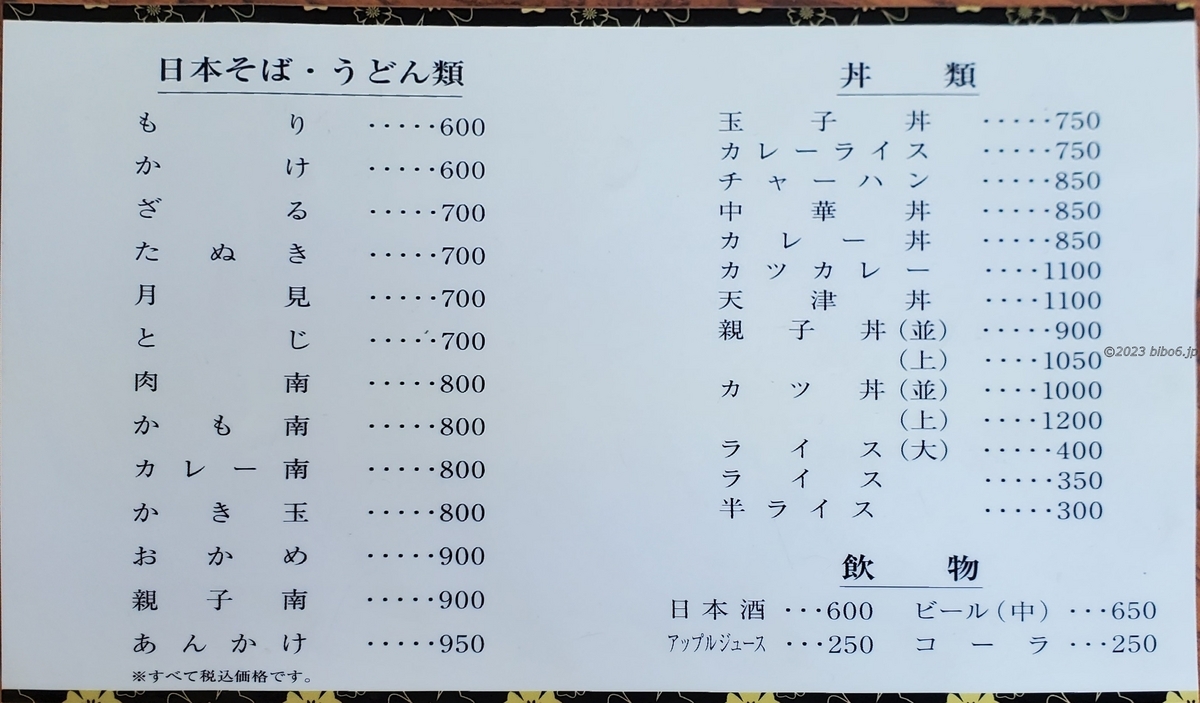 日本そば・うどん類
もり ・・・・・600
かけ ・・・・・600
ざる ・・・・・700
たぬき ・・・・・700
月見 ・・・・・700
とじ ・・・・・700
肉南 ・・・・・800
かも南 ・・・・・800
カレー南 ・・・・・800
かき玉 ・・・・・800
おかめ ・・・・・900
親子南 ・・・・・900
あんかけ ・・・・・950
※すべて税込価格です。
丼類
玉子丼 ・・・・・750
カレーライス ・・・・・750
チャーハン ・・・・・850
中華丼 ・・・・・850
カレー丼 ・・・・・850
カツカレー ・・・・1100
天津丼 ・・・・1100
親子丼（並） ・・・・・900
（上） ・・・・1050
カツ丼（並） ・・・・1000
（上） ・・・・1200
ライス（大） ・・・・・400
ライス ・・・・・350
半ライス ・・・・・300
飲物
日本酒 ・・・600 ビール（中） ・・・650
アップルジュース ・・・250 コーラ ・・・250
©2023 bibo6.jp